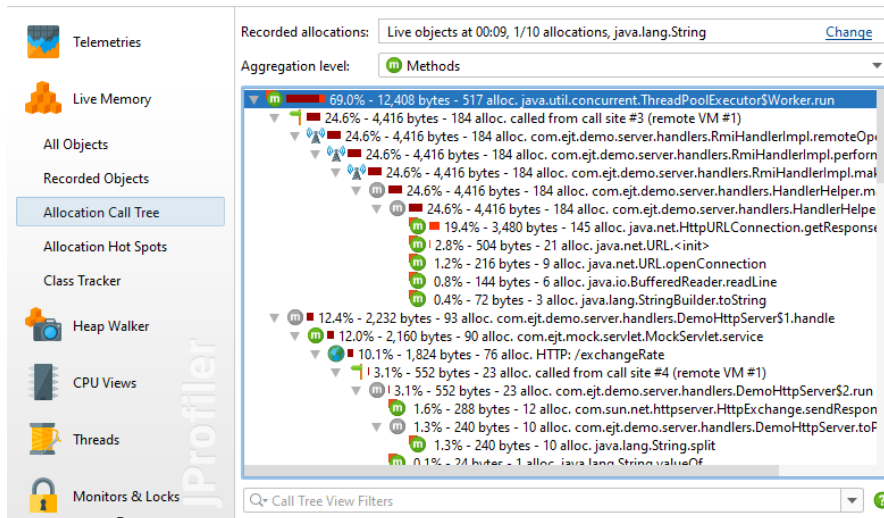 Telemetries
Live Memory
All Objects
Recorded Objects
Allocation Call Tree
Allocation Hot Spots
Class Tracker
Heap Walker
CPU Views
Threads
Monitors & Locks
JProfiler
Recorded allocations: Live objects at 00:09, 1/10 allocations, java.lang.String Change
Aggregation level: m Methods
m 69.0% - 12,408 bytes - 517 alloc. java.util.concurrent.ThreadPoolExecutor$Worker.run
24.6% - 4,416 bytes - 184 alloc. called from call site #3 (remote VM #1)
24.6% - 4,416 bytes - 184 alloc. com.ejt.demo.server.handlers.RmiHandlerImpl.remoteOpe
24.6% - 4,416 bytes - 184 alloc. com.ejt.demo.server.handlers.RmiHandlerImpl.perform
24.6% - 4,416 bytes - 184 alloc. com.ejt.demo.server.handlers.RmiHandlerImpl.mak
m 24.6% - 4,416 bytes - 184 alloc. com.ejt.demo.server.handlers.HandlerHelper.m
m 24.6% - 4,416 bytes - 184 alloc. com.ejt.demo.server.handlers.HandlerHelpe
m 19.4% - 3,480 bytes - 145 alloc. java.net.HttpURLConnection.getResponse
m 2.8% - 504 bytes - 21 alloc. java.net.URL.<init>
m 1.2% - 216 bytes - 9 alloc. java.net.URL.openConnection
m 0.8% - 144 bytes - 6 alloc. java.io.BufferedReader.readLine
m 0.4% - 72 bytes - 3 alloc. java.lang.StringBuilder.toString
m 12.4% - 2,232 bytes - 93 alloc. com.ejt.demo.server.handlers.DemoHttpServer$1.handle
m 12.0% - 2,160 bytes - 90 alloc. com.ejt.mock.servlet.MockServlet.service
10.1% - 1,824 bytes - 76 alloc. HTTP: /exchangeRate
3.1% - 552 bytes - 23 alloc. called from call site #4 (remote VM #1)
m 3.1% - 552 bytes - 23 alloc. com.ejt.demo.server.handlers.DemoHttpServer$2.run
m 1.6% - 288 bytes - 12 alloc. com.sun.net.httpserver.HttpExchange.sendRespon
m 1.3% - 240 bytes - 10 alloc. com.ejt.demo.server.handlers.DemoHttpServer.toP
m 1.3% - 240 bytes - 10 alloc. java.lang.String.split
m 0.1% - 24 bytes - 1 alloc. java.lang.String.valueOf
Call Tree View Filters
?